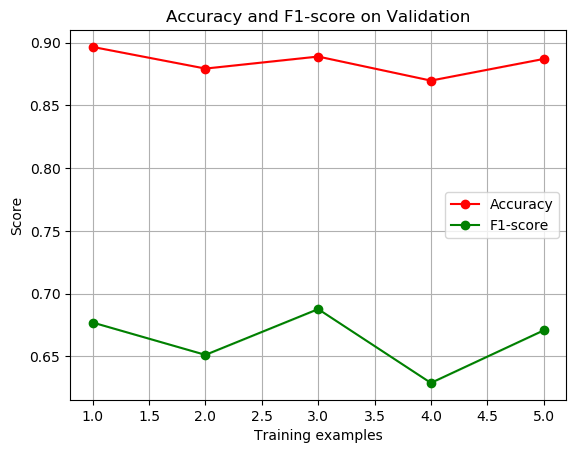 Accuracy and F1-score on Validation
0.90
0.85
0.80
0.75
0.70
0.65
Score
Accuracy
F1-score
1.0 1.5 2.0 2.5 3.0 3.5 4.0 4.5 5.0
Training examples